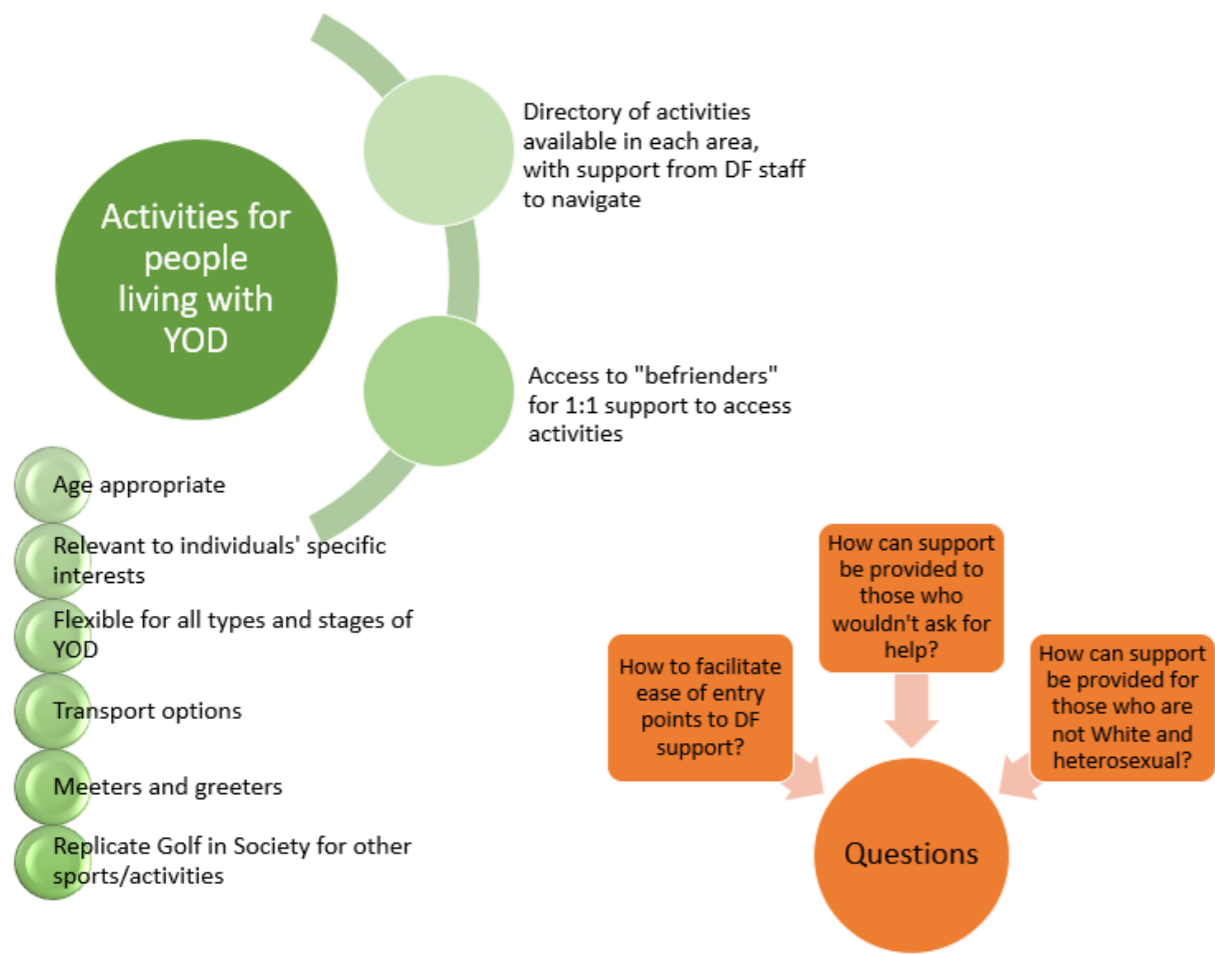 Activities for
people
living with
YOD
Directory of activities
available in each area,
with support from DF staff
to navigate
Access to "befrienders"
for 1:1 support to access
activities
Age appropriate
Relevant to individuals' specific
interests
Flexible for all types and stages of
YOD
Transport options
Meeters and greeters
Replicate Golf in Society for other
sports/activities
How to facilitate
ease of entry
points to DF
support?
How can support
be provided to
those who
wouldn't ask for
help?
How can support
be provided for
those who are
not White and
heterosexual?
Questions